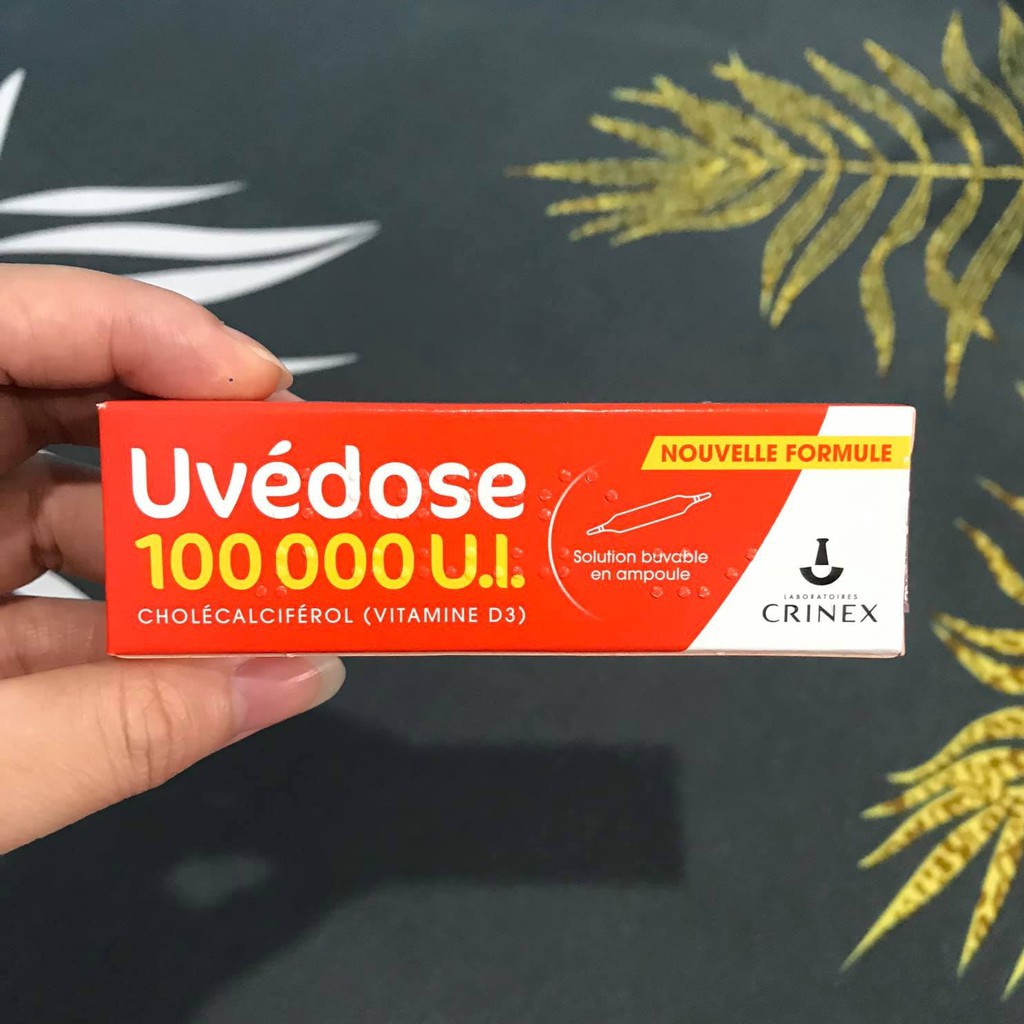 Uvédose
100 000 U.I.
CHOLÉCALCIFÉROL (VITAMINE D3)
Solution buvable
en ampoule
NOUVELLE FORMULE
LABORATOIRES
CRINEX